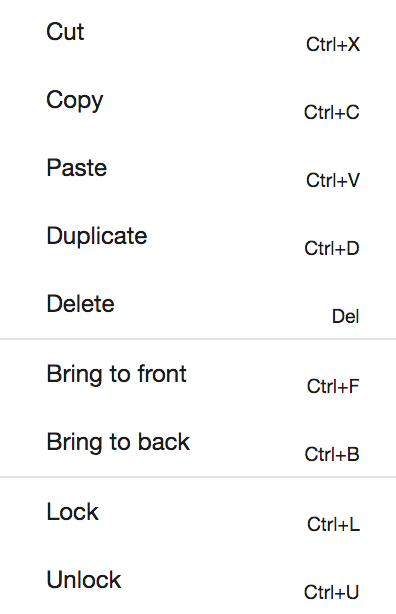 Cut Ctrl+X
Copy Ctrl+C
Paste Ctrl+V
Duplicate Ctrl+D
Delete Del
Bring to front Ctrl+F
Bring to back Ctrl+B
Lock Ctrl+L
Unlock Ctrl+U